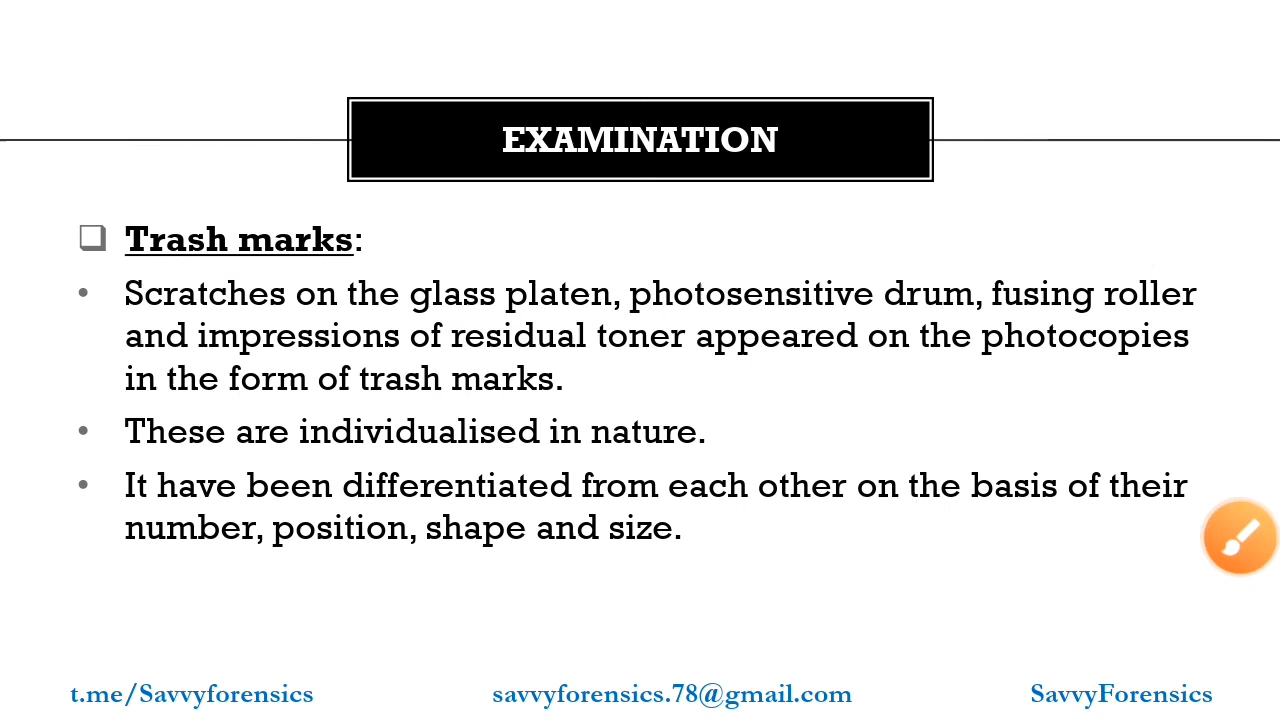 EXAMINATION
Trash marks:
Scratches on the glass platen, photosensitive drum, fusing roller
and impressions of residual toner appeared on the photocopies
in the form of trash marks.
These are individualised in nature.
It have been differentiated from each other on the basis of their
number, position, shape and size.
t.me/Savvyforensics savvyforensics.78@gmail.com SavvyForensics